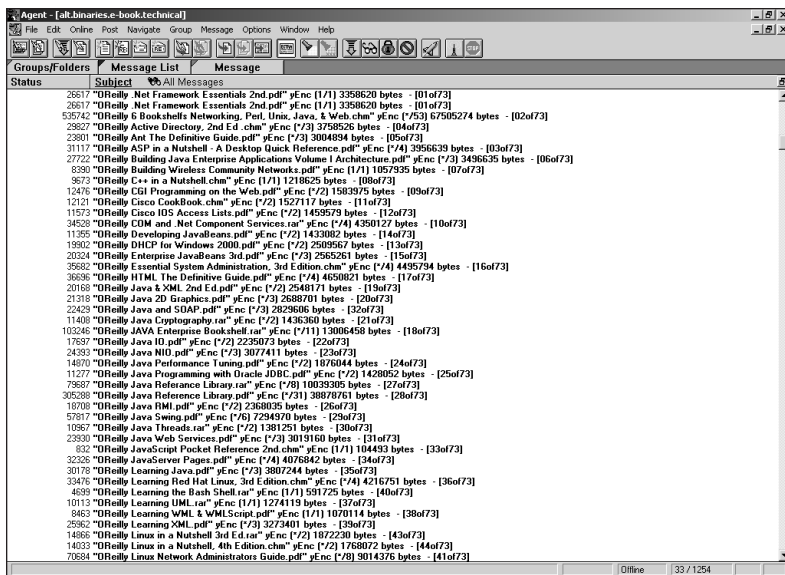 Agent - [alt.binaries.e-book.technical]
File Edit Online Post Navigate Group Message Options Window Help
Groups/Folders Message List Message
Status Subject All Messages
26617 "OReilly .Net Framework Essentials 2nd.pdf" yEnc (1/1) 3358620 bytes - [01of73]
26617 "OReilly .Net Framework Essentials 2nd.pdf" yEnc (1/1) 3358620 bytes - [01of73]
535742 "OReilly 6 Bookshelfs Networking, Perl, Unix, Java, & Web.chm" yEnc (*/53) 67505274 bytes - [02of73]
29827 "OReilly Active Directory, 2nd Ed .chm" yEnc (*/3) 3758526 bytes - [04of73]
23801 "OReilly Ant The Definitive Guide.pdf" yEnc (*/3) 3004894 bytes - [05of73]
31117 "OReilly ASP in a Nutshell - A Desktop Quick Reference.pdf" yEnc (*/4) 3956639 bytes - [03of73]
27722 "OReilly Building Java Enterprise Applications Volume I Architecture.pdf" yEnc (*/3) 3496635 bytes - [06of73]
8390 "OReilly Building Wireless Community Networks.pdf" yEnc (1/1) 1057935 bytes - [07of73]
9673 "OReilly C++ in a Nutshell.chm" yEnc (1/1) 1218625 bytes - [08of73]
12476 "OReilly CGI Programming on the Web.pdf" yEnc (*/2) 1583975 bytes - [09of73]
12121 "OReilly Cisco CookBook.chm" yEnc (*/2) 1527117 bytes - [11of73]
11573 "OReilly Cisco IOS Access Lists.pdf" yEnc (*/2) 1459579 bytes - [12of73]
34528 "OReilly COM and .Net Component Services.rar" yEnc (*/4) 4350127 bytes - [10of73]
11355 "OReilly Developing JavaBeans.pdf" yEnc (*/2) 1433082 bytes - [14of73]
19902 "OReilly DHCP for Windows 2000.pdf" yEnc (*/2) 2509567 bytes - [13of73]
20324 "OReilly Enterprise JavaBeans 3rd.pdf" yEnc (*/3) 2565261 bytes - [15of73]
35682 "OReilly Essential System Administration, 3rd Edition.chm" yEnc (*/4) 4495794 bytes - [16of73]
36696 "OReilly HTML The Definitive Guide.pdf" yEnc (*/4) 4650821 bytes - [17of73]
20168 "OReilly Java & XML 2nd Ed.pdf" yEnc (*/2) 2548171 bytes - [19of73]
21318 "OReilly Java 2D Graphics.pdf" yEnc (*/3) 2688701 bytes - [20of73]
22429 "OReilly Java and SOAP.pdf" yEnc (*/3) 2829606 bytes - [32of73]
11408 "OReilly Java Cryptography.rar" yEnc (*/2) 1436360 bytes - [21of73]
103246 "OReilly JAVA Enterprise Bookshelf.rar" yEnc (*/11) 13006458 bytes - [18of73]
17697 "OReilly Java IO.pdf" yEnc (*/2) 2235073 bytes - [22of73]
24393 "OReilly Java NIO.pdf" yEnc (*/3) 3077411 bytes - [23of73]
14870 "OReilly Java Performance Tuning.pdf" yEnc (*/2) 1876044 bytes - [24of73]
11277 "OReilly Java Programming with Oracle JDBC.pdf" yEnc (*/2) 1428052 bytes - [25of73]
79687 "OReilly Java Reference Library.rar" yEnc (*/8) 10039305 bytes - [27of73]
305288 "OReilly Java Reference Library.pdf" yEnc (*/31) 38878761 bytes - [28of73]
18708 "OReilly Java RMI.pdf" yEnc (*/2) 2368035 bytes - [26of73]
57817 "OReilly Java Swing.pdf" yEnc (*/6) 7294970 bytes - [29of73]
10967 "OReilly Java Threads.rar" yEnc (*/2) 1381251 bytes - [30of73]
23930 "OReilly Java Web Services.pdf" yEnc (*/3) 3019160 bytes - [31of73]
832 "OReilly JavaScript Pocket Reference 2nd.chm" yEnc (1/1) 104493 bytes - [33of73]
32326 "OReilly JavaServer Pages.pdf" yEnc (*/4) 4076842 bytes - [34of73]
30178 "OReilly Learning Java.pdf" yEnc (*/3) 3807244 bytes - [35of73]
33476 "OReilly Learning Red Hat Linux, 3rd Edition.chm" yEnc (*/4) 4216751 bytes - [36of73]
4699 "OReilly Learning the Bash Shell.rar" yEnc (1/1) 591725 bytes - [40of73]
10113 "OReilly Learning UML.rar" yEnc (1/1) 1274119 bytes - [37of73]
8463 "OReilly Learning WML & WMLScript.pdf" yEnc (1/1) 1070114 bytes - [38of73]
25962 "OReilly Learning XML.pdf" yEnc (*/3) 3273401 bytes - [39of73]
14866 "OReilly Linux in a Nutshell 3rd Ed.rar" yEnc (*/2) 1872230 bytes - [43of73]
14033 "OReilly Linux in a Nutshell, 4th Edition.chm" yEnc (*/2) 1768072 bytes - [44of73]
70684 "OReilly Linux Network Administrators Guide.pdf" yEnc (*/8) 9014376 bytes - [41of73]
Offline 33 / 1254